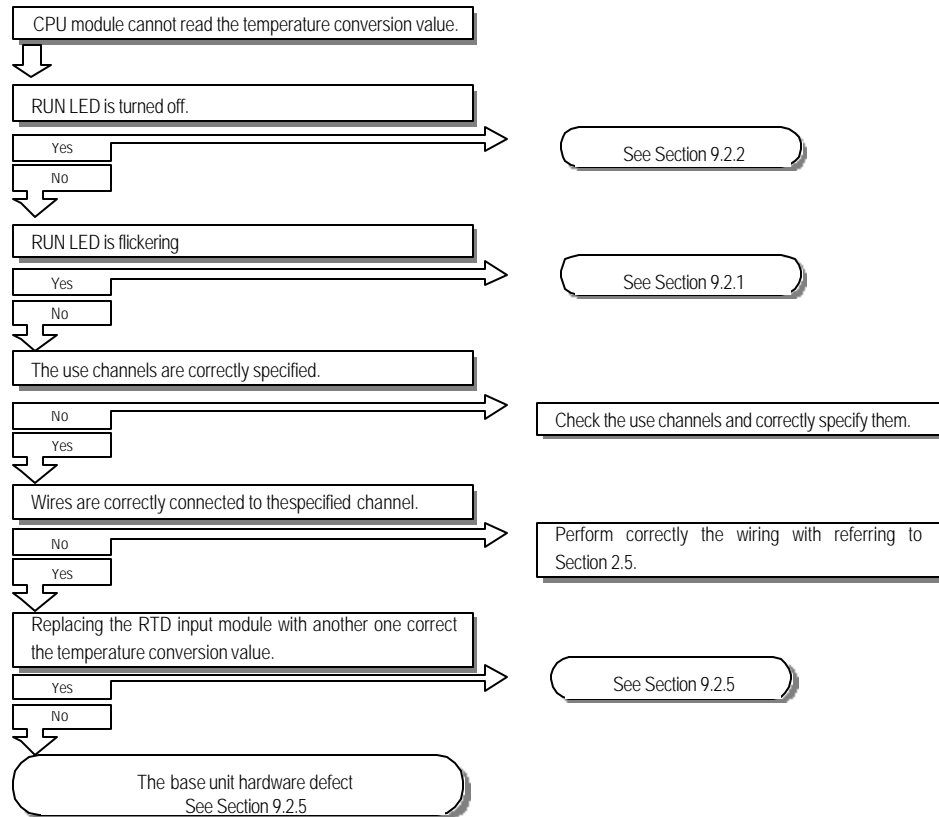 CPU module cannot read the temperature conversion value.
RUN LED is turned off.
Yes
See Section 9.2.2
No
RUN LED is flickering
Yes
See Section 9.2.1
No
The use channels are correctly specified.
No
Check the use channels and correctly specify them.
Yes
Wires are correctly connected to thespecified channel.
No
Perform correctly the wiring with referring to
Section 2.5.
Yes
Replacing the RTD input module with another one correct
the temperature conversion value.
Yes
See Section 9.2.5
No
The base unit hardware defect
See Section 9.2.5